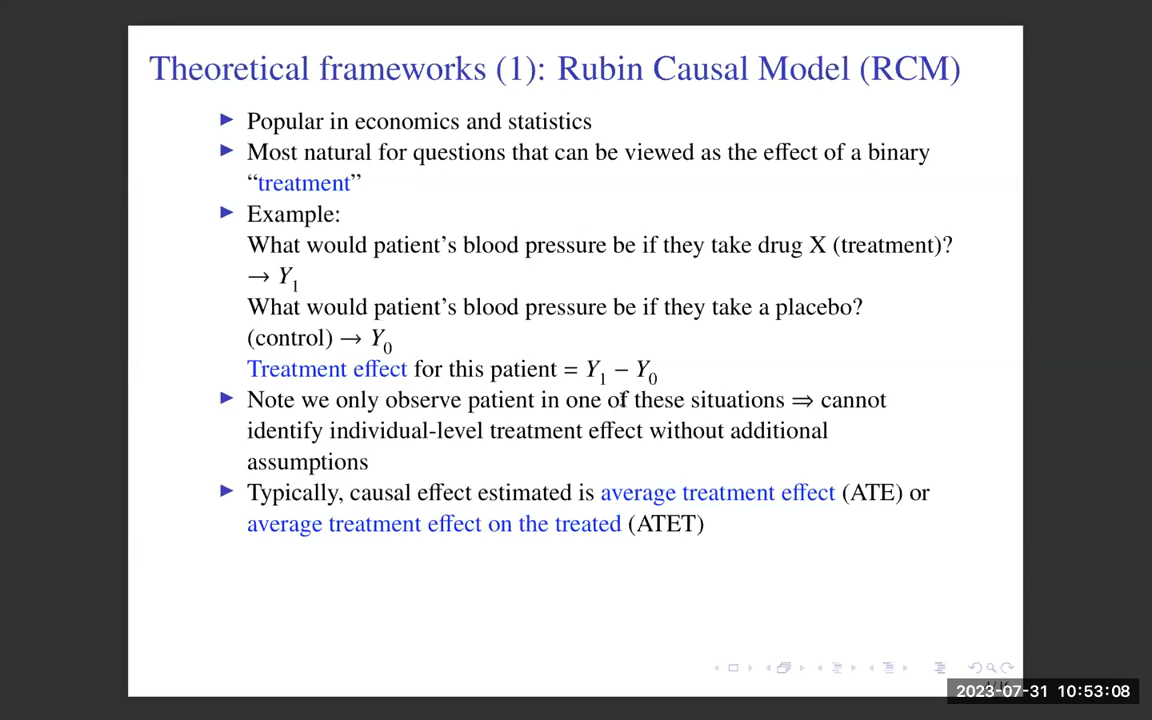 Theoretical frameworks (1): Rubin Causal Model (RCM)
Popular in economics and statistics
Most natural for questions that can be viewed as the effect of a binary
“treatment”
Example:
What would patient’s blood pressure be if they take drug X (treatment)?
→ Y₁
What would patient’s blood pressure be if they take a placebo?
(control) → Y₀
Treatment effect for this patient = Y₁ − Y₀
Note we only observe patient in one of these situations ⇒ cannot
identify individual-level treatment effect without additional
assumptions
Typically, causal effect estimated is average treatment effect (ATE) or
average treatment effect on the treated (ATET)
2023-07-31 10:53:08